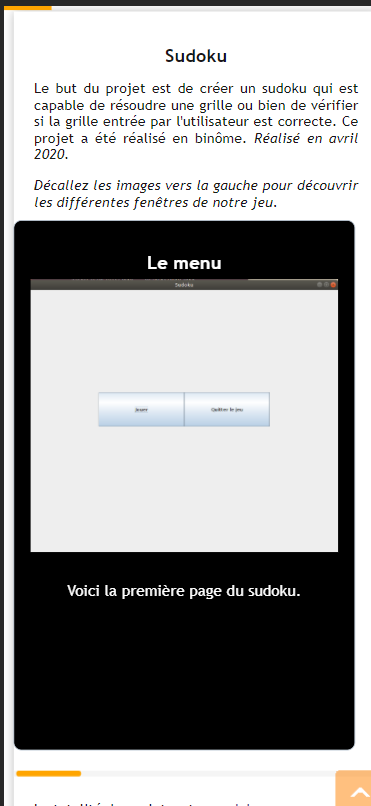 Sudoku
Le but du projet est de créer un sudoku qui est
capable de résoudre une grille ou bien de vérifier
si la grille entrée par l'utilisateur est correcte. Ce
projet a été réalisé en binôme. Réalisé en avril
2020.
Décallez les images vers la gauche pour découvrir
les différentes fenêtres de notre jeu.
Le menu
Sudoku
Jouer
Quitter le jeu
Voici la première page du sudoku.